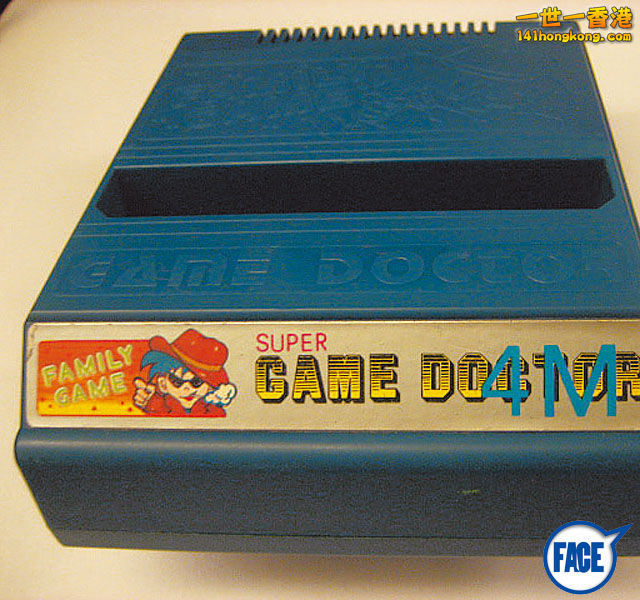 一世一香港
141hongkong.com
GAME DOCTOR
FAMILY
GAME
SUPER
GAME DOCTOR
4M
FACE